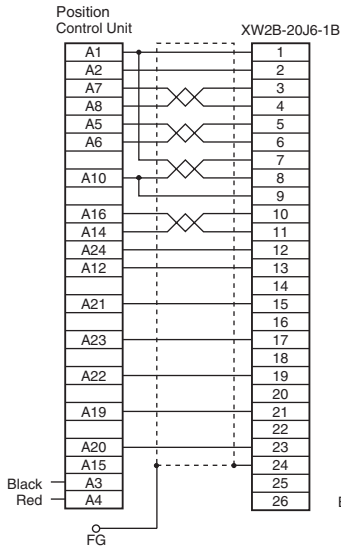 Position
Control Unit
XW2B-20J6-1B
A1 1
A2 2
A7 3
A8 4
A5 5
A6 6
7
A10 8
9
A16 10
A14 11
A24 12
A12 13
14
A21 15
16
A23 17
18
A22 19
20
A19 21
22
A20 23
A15 24
Black A3 25
Red A4 26
FG